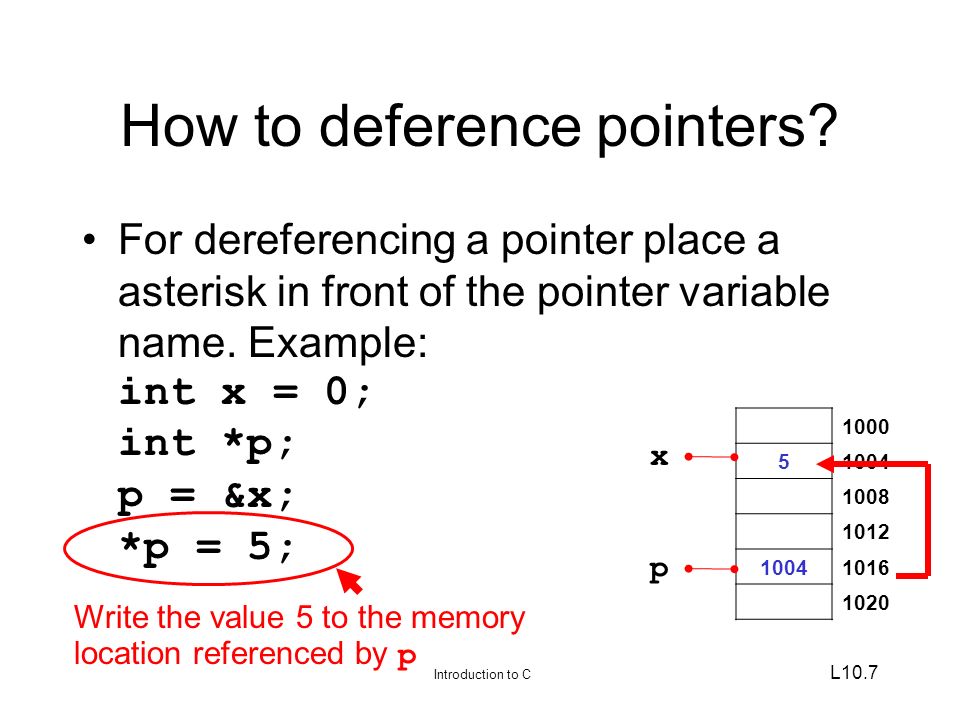 How to deference pointers?
• For dereferencing a pointer place a
asterisk in front of the pointer variable
name. Example:
int x = 0;
int *p;
p = &x;
*p = 5;
Write the value 5 to the memory
location referenced by p
1000
x 5 1004
1008
1012
p 1004 1016
1020
Introduction to C
L10.7